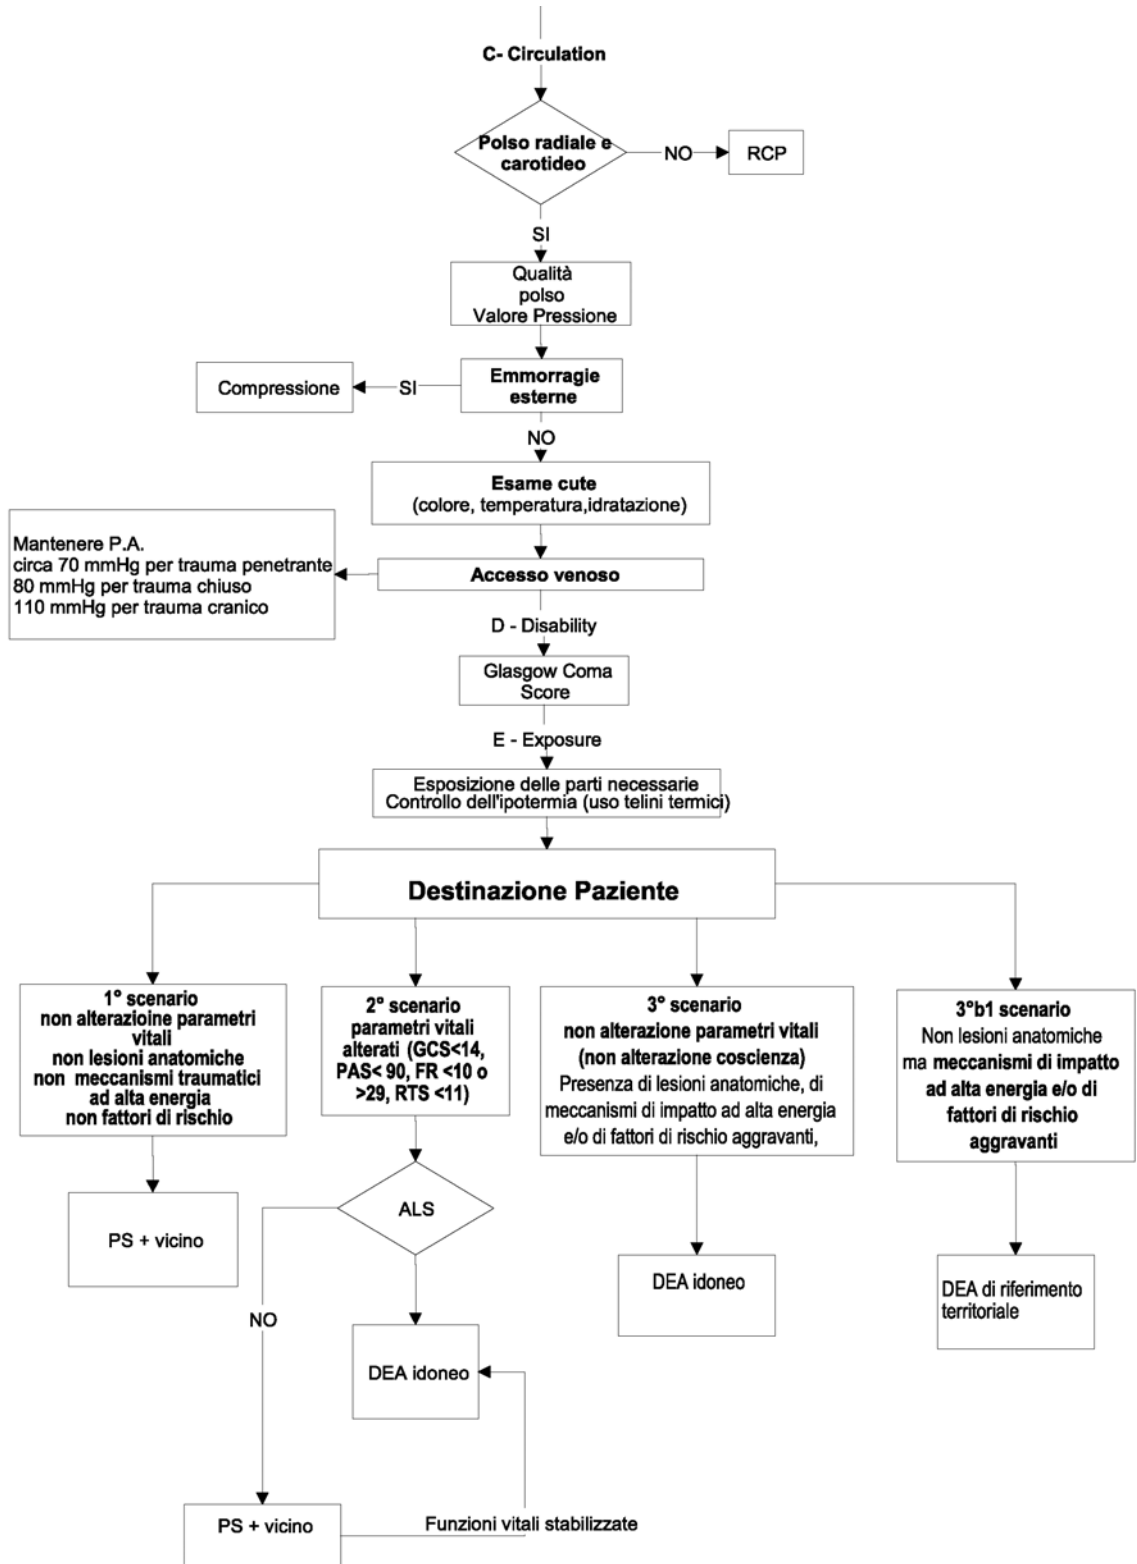 C- Circulation
Polso radiale e
carotideo
NO
RCP
SI
Qualità
polso
Valore Pressione
Emmorragie
esterne
SI
Compressione
NO
Esame cute
(colore, temperatura,idratazione)
Mantenere P.A.
circa 70 mmHg per trauma penetrante
80 mmHg per trauma chiuso
110 mmHg per trauma cranico
Accesso venoso
D - Disability
Glasgow Coma
Score
E - Exposure
Esposizione delle parti necessarie
Controllo dell'ipotermia (uso telini termici)
Destinazione Paziente
1° scenario
non alterazioine parametri
vitali
non lesioni anatomiche
non meccanismi traumatici
ad alta energia
non fattori di rischio
2° scenario
parametri vitali
alterati (GCS<14,
PAS< 90, FR <10 o
>29, RTS <11)
3° scenario
non alterazione parametri vitali
(non alterazione coscienza)
Presenza di lesioni anatomiche, di
meccanismi di impatto ad alta energia
e/o di fattori di rischio aggravanti,
3°b1 scenario
Non lesioni anatomiche
ma meccanismi di impatto
ad alta energia e/o di
fattori di rischio
aggravanti
PS + vicino
ALS
DEA idoneo
DEA di riferimento
territoriale
NO
DEA idoneo
PS + vicino
Funzioni vitali stabilizzate